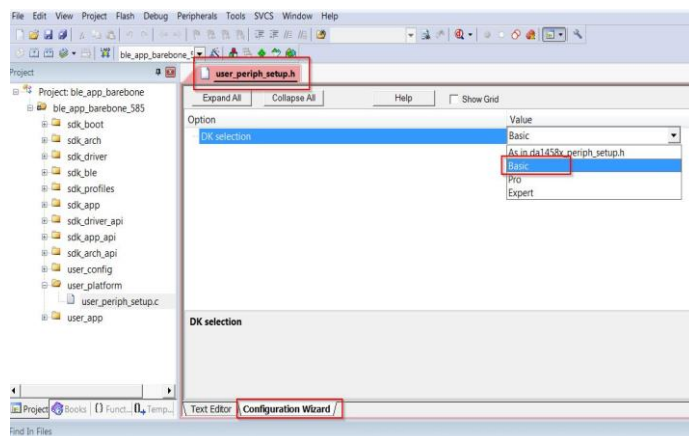 File Edit View Project Flash Debug Peripherals Tools SVCS Window Help
ble_app_barebone_5
Project
user_periph_setup.h
Project: ble_app_barebone
ble_app_barebone_585
sdk_boot
sdk_arch
sdk_driver
sdk_ble
sdk_profiles
sdk_app
sdk_driver_api
sdk_app_api
sdk_arch_api
user_config
user_platform
user_periph_setup.c
user_app
Expand All Collapse All Help Show Grid
Option Value
DK selection Basic
As in da1458x_periph_setup.h
Basic
Pro
Expert
DK selection
Project Books {} Funct... 0+ Temp...
Text Editor Configuration Wizard
Find In Files